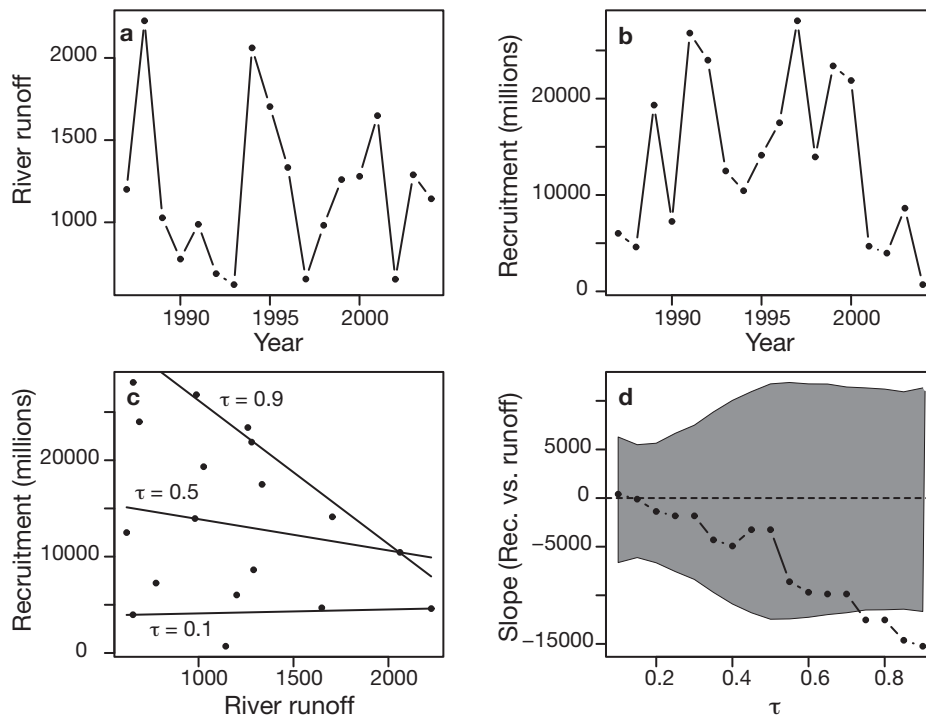 a
River runoff
2000
1500
1000
1990
1995
2000
Year
b
Recruitment (millions)
20000
10000
0
1990
1995
2000
Year
c
Recruitment (millions)
20000
10000
0
τ = 0.9
τ = 0.5
τ = 0.1
1000
1500
2000
River runoff
d
Slope (Rec. vs. runoff)
5000
0
−5000
−15000
0.2
0.4
0.6
0.8
τ